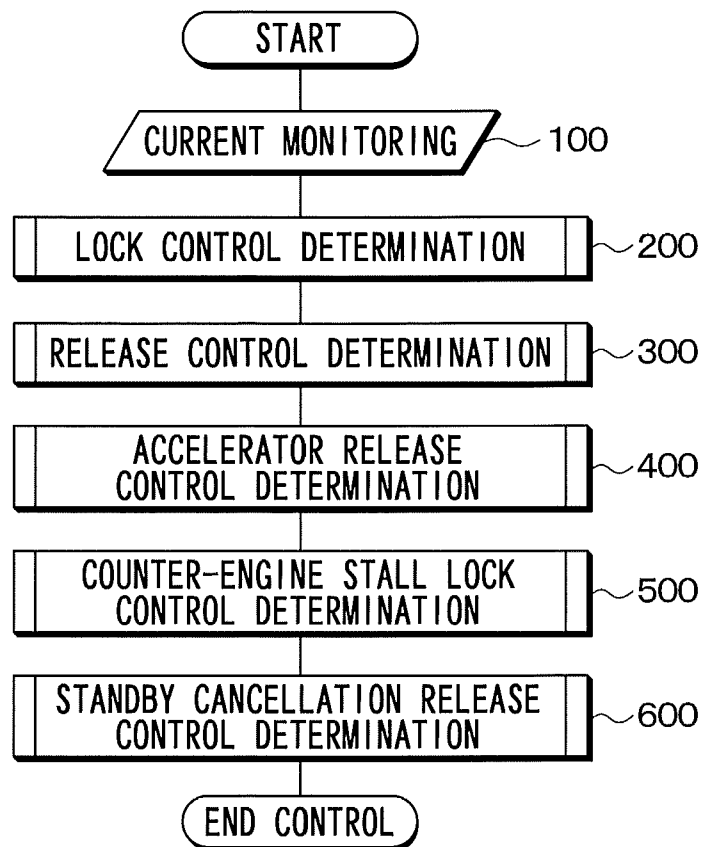 START
CURRENT MONITORING
100
LOCK CONTROL DETERMINATION
200
RELEASE CONTROL DETERMINATION
300
ACCELERATOR RELEASE
CONTROL DETERMINATION
400
COUNTER-ENGINE STALL LOCK
CONTROL DETERMINATION
500
STANDBY CANCELLATION RELEASE
CONTROL DETERMINATION
600
END CONTROL